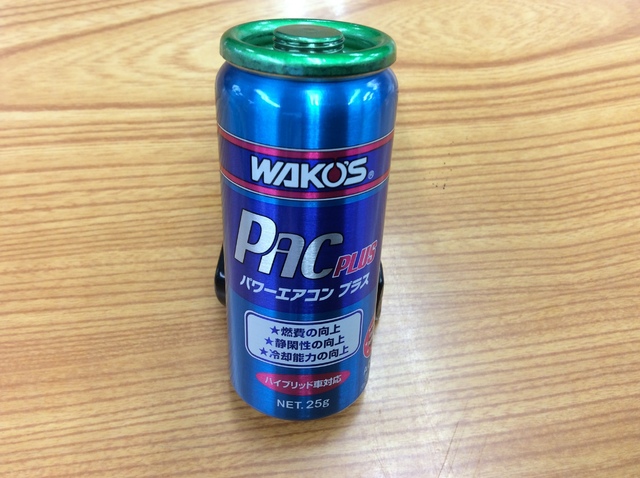 WAKO'S®
PAC PLUS
パワーエアコン プラス
★燃費の向上
★静閑性の向上
★冷却能力の向上
ハイブリッド車対応
NET. 25g